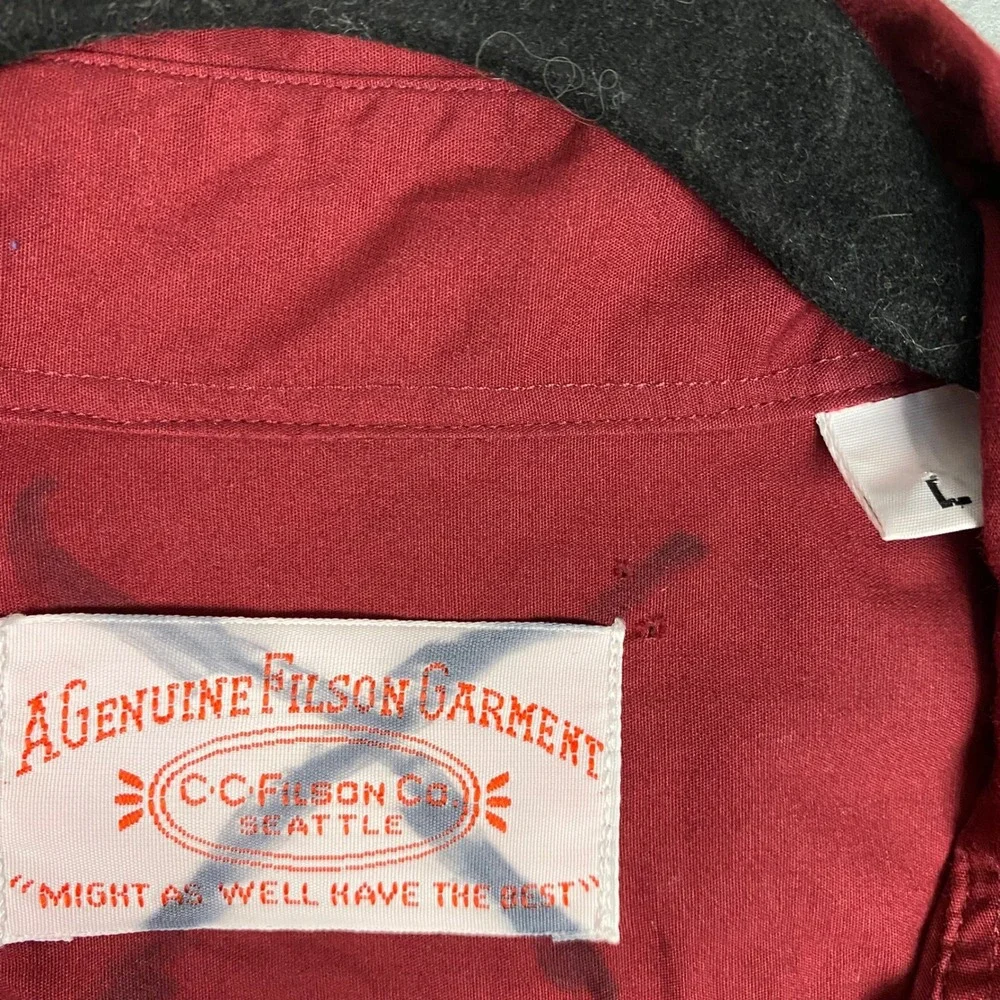 L
A GENUINE FILSON GARMENT
C·C·FILSON CO.
SEATTLE
"MIGHT AS WELL HAVE THE BEST"